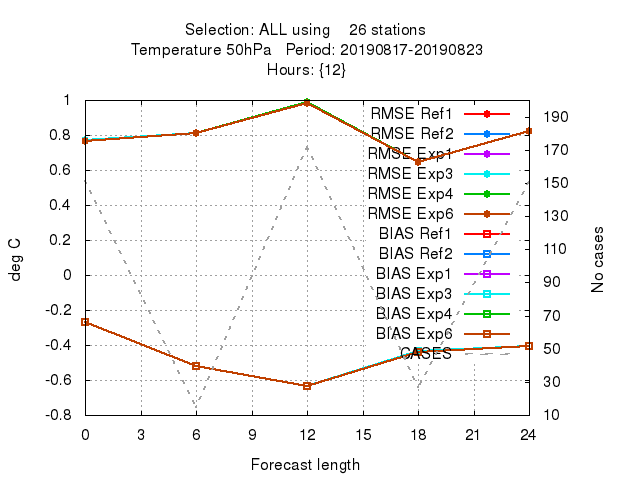 Selection: ALL using 26 stations
Temperature 50hPa Period: 20190817-20190823
Hours: {12}
1
0.8
0.6
0.4
0.2
0
-0.2
-0.4
-0.6
-0.8
deg C
RMSE Ref1
RMSE Ref2
RMSE Exp1
RMSE Exp3
RMSE Exp4
RMSE Exp6
BIAS Ref1
BIAS Ref2
BIAS Exp1
BIAS Exp3
BIAS Exp4
BIAS Exp6
CASES
190
170
150
130
110
90
70
50
30
10
No cases
0 3 6 9 12 15 18 21 24
Forecast length